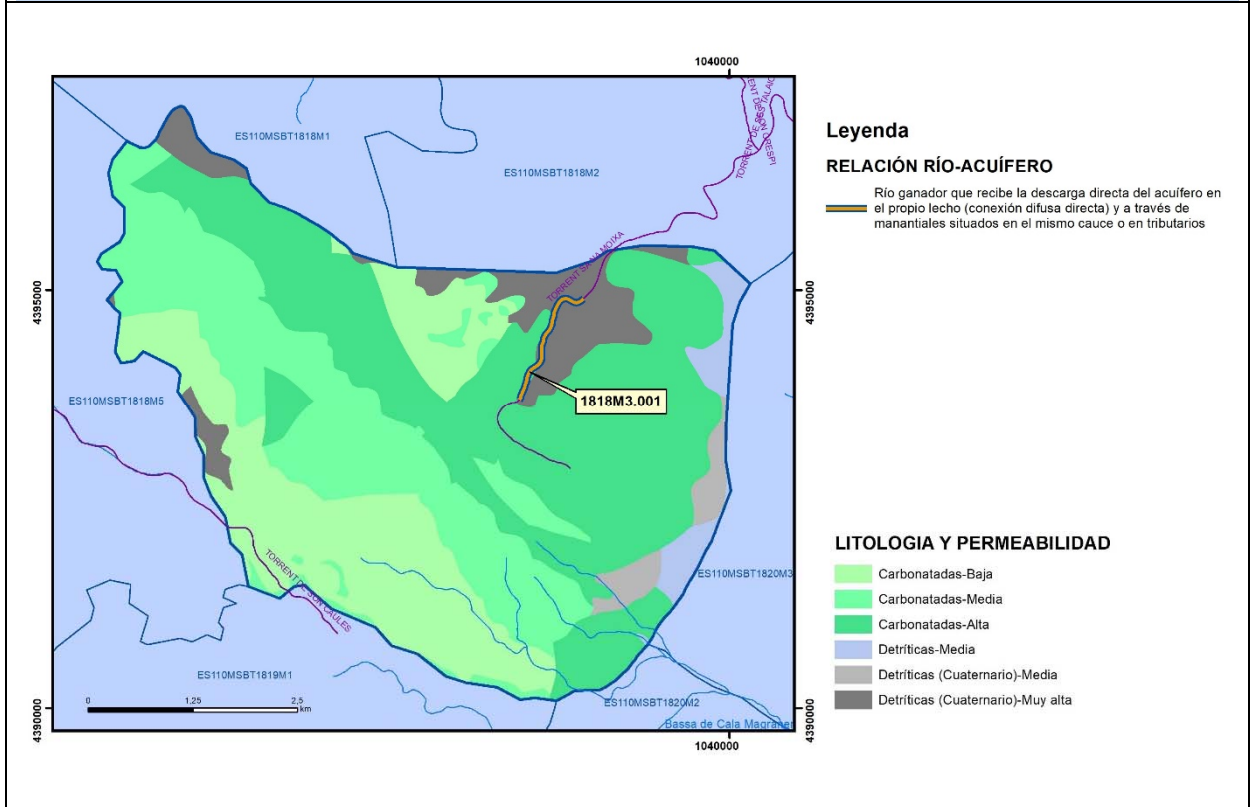 1040000
ES110MSBT1818M1
ES110MSBT1818M2
TORRENT SA NA MOIXA
4395000
4395000
1818M3.001
ES110MSBT1818M5
TORRENT DE SON CAULES
ES110MSBT1820M3
ES110MSBT1819M1
ES110MSBT1820M2
Bassa de Cala Magraner
0 1,25 2,5
km
4390000
4390000
1040000
Leyenda
RELACIÓN RÍO-ACUÍFERO
Río ganador que recibe la descarga directa del acuífero en
el propio lecho (conexión difusa directa) y a través de
manantiales situados en el mismo cauce o en tributarios
LITOLOGIA Y PERMEABILIDAD
Carbonatadas-Baja
Carbonatadas-Media
Carbonatadas-Alta
Detríticas-Media
Detríticas (Cuaternario)-Media
Detríticas (Cuaternario)-Muy alta